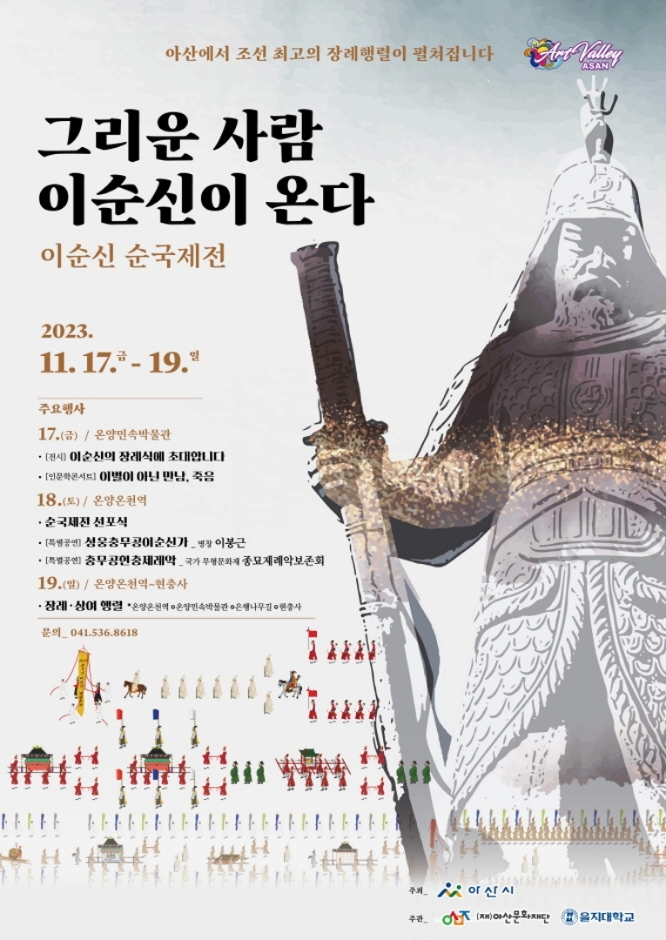 아산에서 조선 최고의 장례행렬이 펼쳐집니다
Art Valley
ASAN
그리운 사람
이순신이 온다
이순신 순국제전
2023.
11. 17.금 - 19.일
주요행사
17.(금) / 온양민속박물관
· [전시] 이순신의 장례식에 초대합니다
· [인문학콘서트] 이별이 아닌 만남, 죽음
18.(토) / 온양온천역
· 순국제전 선포식
· [특별공연] 성웅충무공이순신가 _ 명창 이봉근
· [특별공연] 충무공현충제례악 _ 국가 무형문화재 종묘제례악보존회
19.(일) / 온양온천역~현충사
· 장례 · 상여 행렬 *온양온천역 o 온양민속박물관 o 은행나무길 o 현충사
문의_ 041.536.8618
주최_ 아산시
주관_ (재)아산문화재단 을지대학교